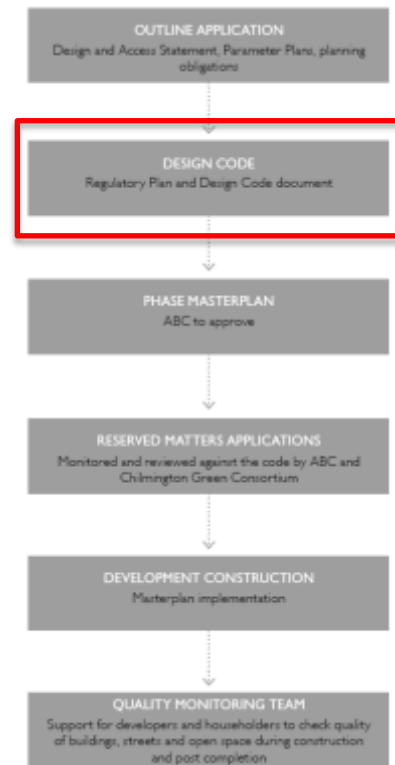 OUTLINE APPLICATION
Design and Access Statement, Parameter Plans, planning
obligations
DESIGN CODE
Regulatory Plan and Design Code document
PHASE MASTERPLAN
ABC to approve
RESERVED MATTERS APPLICATIONS
Monitored and reviewed against the code by ABC and
Chilmington Green Consortium
DEVELOPMENT CONSTRUCTION
Masterplan implementation
QUALITY MONITORING TEAM
Support for developers and householders to check quality
of buildings, streets and open space during construction
and post completion